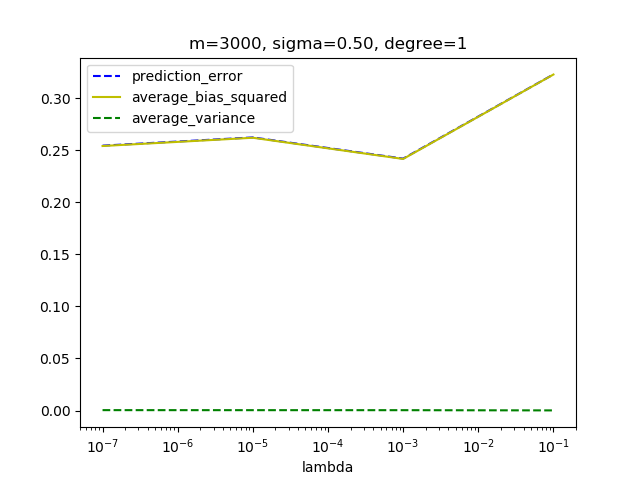 m=3000, sigma=0.50, degree=1
prediction_error
average_bias_squared
average_variance
0.30
0.25
0.20
0.15
0.10
0.05
0.00
10⁻⁷ 10⁻⁶ 10⁻⁵ 10⁻⁴ 10⁻³ 10⁻² 10⁻¹
lambda